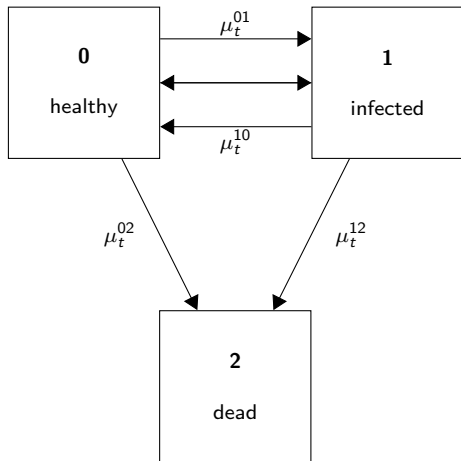 μ_t^{01}
0
healthy
1
infected
μ_t^{10}
μ_t^{02}
μ_t^{12}
2
dead